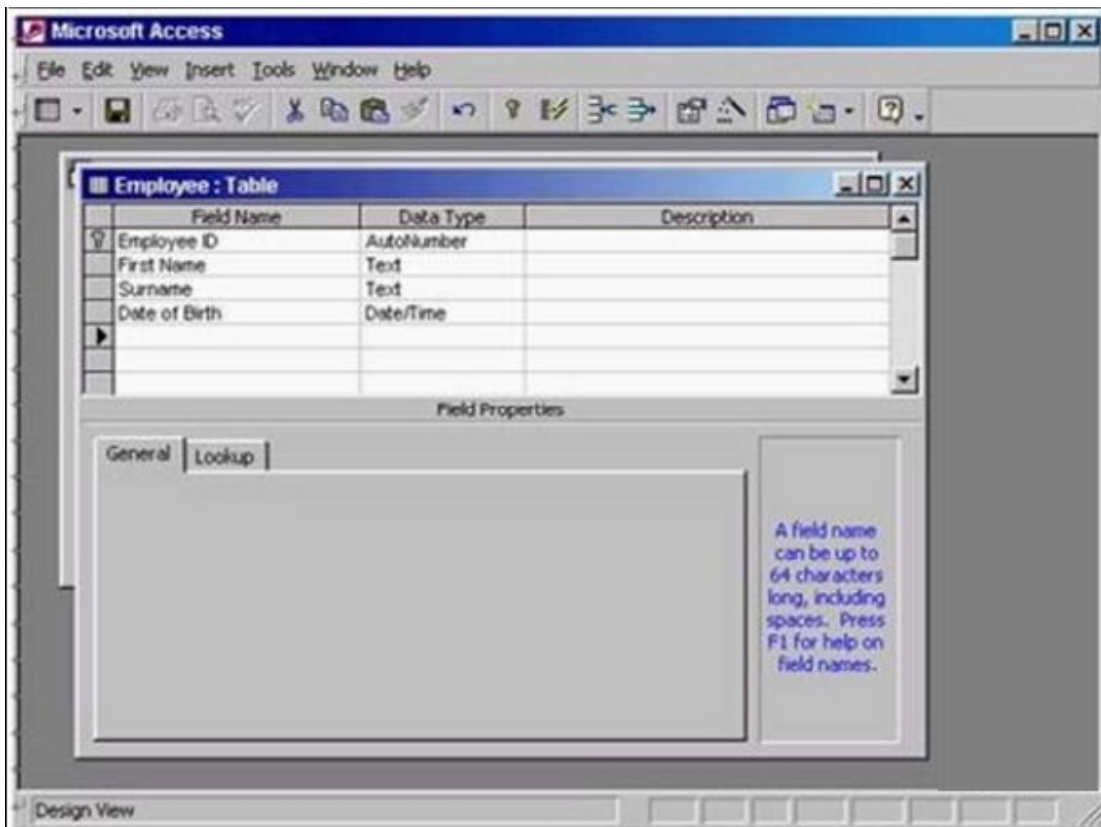 Microsoft Access
File Edit View Insert Tools Window Help
Employee : Table
Field Name Data Type Description
Employee ID AutoNumber
First Name Text
Surname Text
Date of Birth Date/Time
Field Properties
General Lookup
A field name
can be up to
64 characters
long, including
spaces. Press
F1 for help on
field names.
Design View